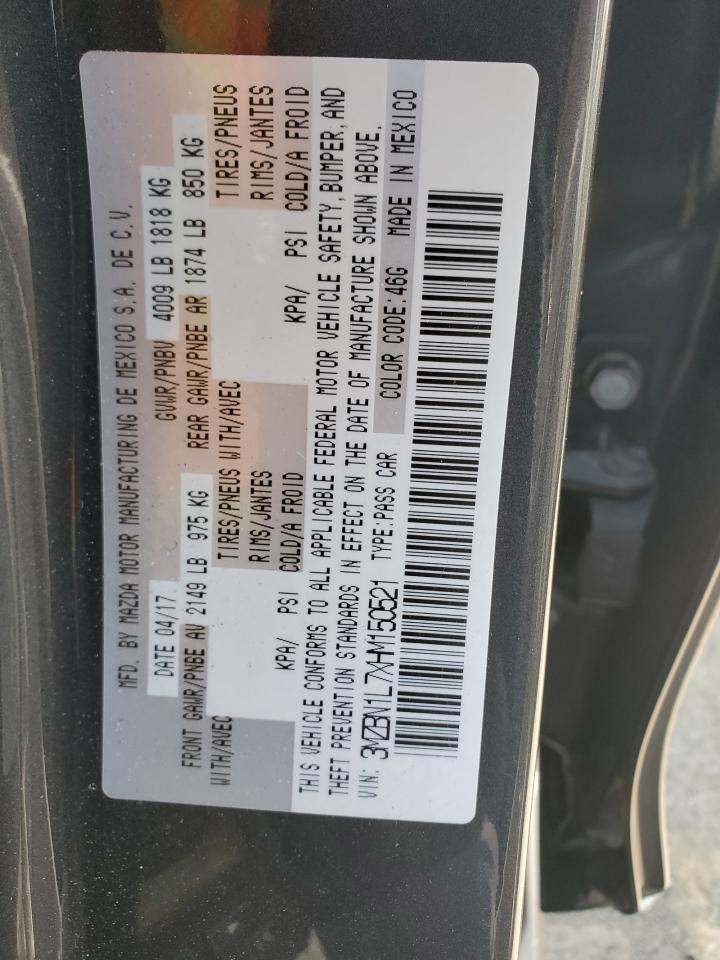 MFD. BY MAZDA MOTOR MANUFACTURING DE MEXICO S.A. DE C.V.
DATE 04/17 GVWR/PNBV 4009 LB 1818 KG
FRONT GAWR/PNBE AV 2149 LB 975 KG REAR GAWR/PNBE AR 1874 LB 850 KG
WITH/AVEC TIRES/PNEUS WITH/AVEC TIRES/PNEUS
RIMS/JANTES RIMS/JANTES
KPA/ PSI COLD/A FROID KPA/ PSI COLD/A FROID
THIS VEHICLE CONFORMS TO ALL APPLICABLE FEDERAL MOTOR VEHICLE SAFETY, BUMPER, AND
THEFT PREVENTION STANDARDS IN EFFECT ON THE DATE OF MANUFACTURE SHOWN ABOVE.
VIN: 3MZBN1L7XHM150521 TYPE:PASS CAR COLOR CODE:46G MADE IN MEXICO